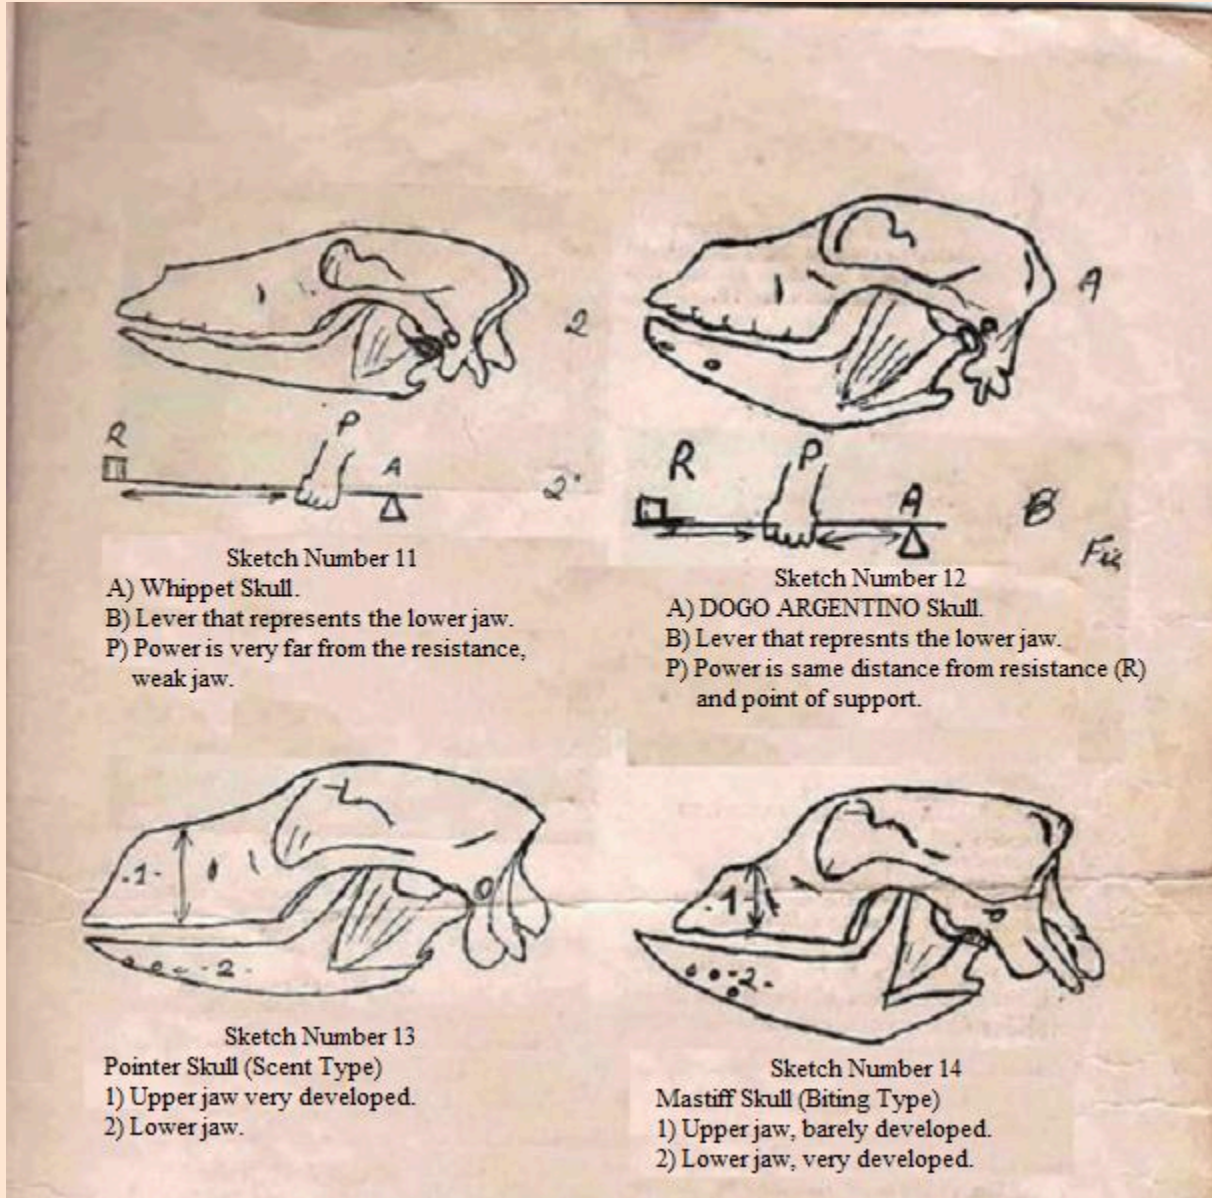 2
A
R
P
A
2'
R
P
A
B
Fig
Sketch Number 11
A) Whippet Skull.
B) Lever that represents the lower jaw.
P) Power is very far from the resistance,
weak jaw.
Sketch Number 12
A) DOGO ARGENTINO Skull.
B) Lever that represnts the lower jaw.
P) Power is same distance from resistance (R)
and point of support.
-1-
-2-
1-
-2-
Sketch Number 13
Pointer Skull (Scent Type)
1) Upper jaw very developed.
2) Lower jaw.
Sketch Number 14
Mastiff Skull (Biting Type)
1) Upper jaw, barely developed.
2) Lower jaw, very developed.